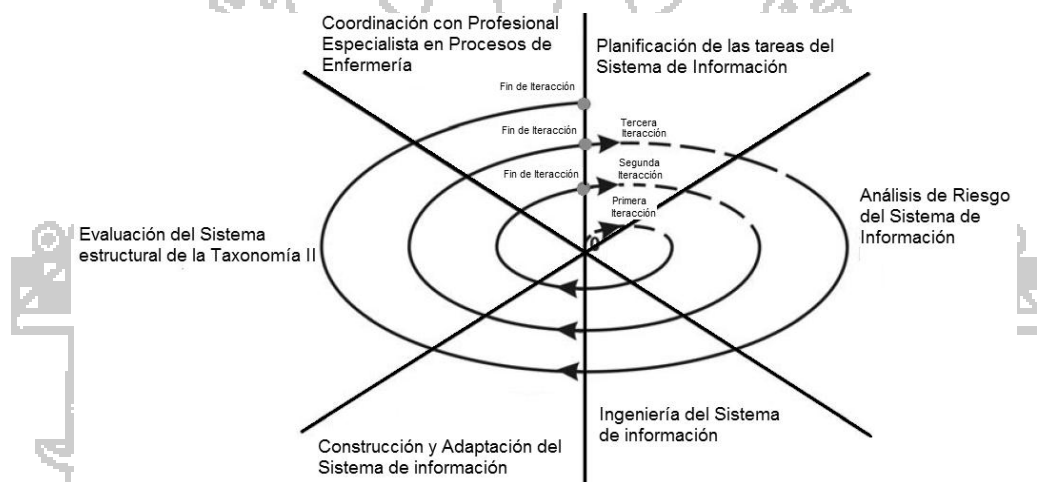 Coordinación con Profesional
Especialista en Procesos de
Enfermería
Planificación de las tareas del
Sistema de Información
Fin de Iteracción
Fin de Iteracción
Tercera
Iteracción
Fin de Iteracción
Segunda
Iteracción
Primera
Iteracción
Análisis de Riesgo
del Sistema de
Información
Evaluación del Sistema
estructural de la Taxonomía II
Ingeniería del Sistema
de información
Construcción y Adaptación del
Sistema de información